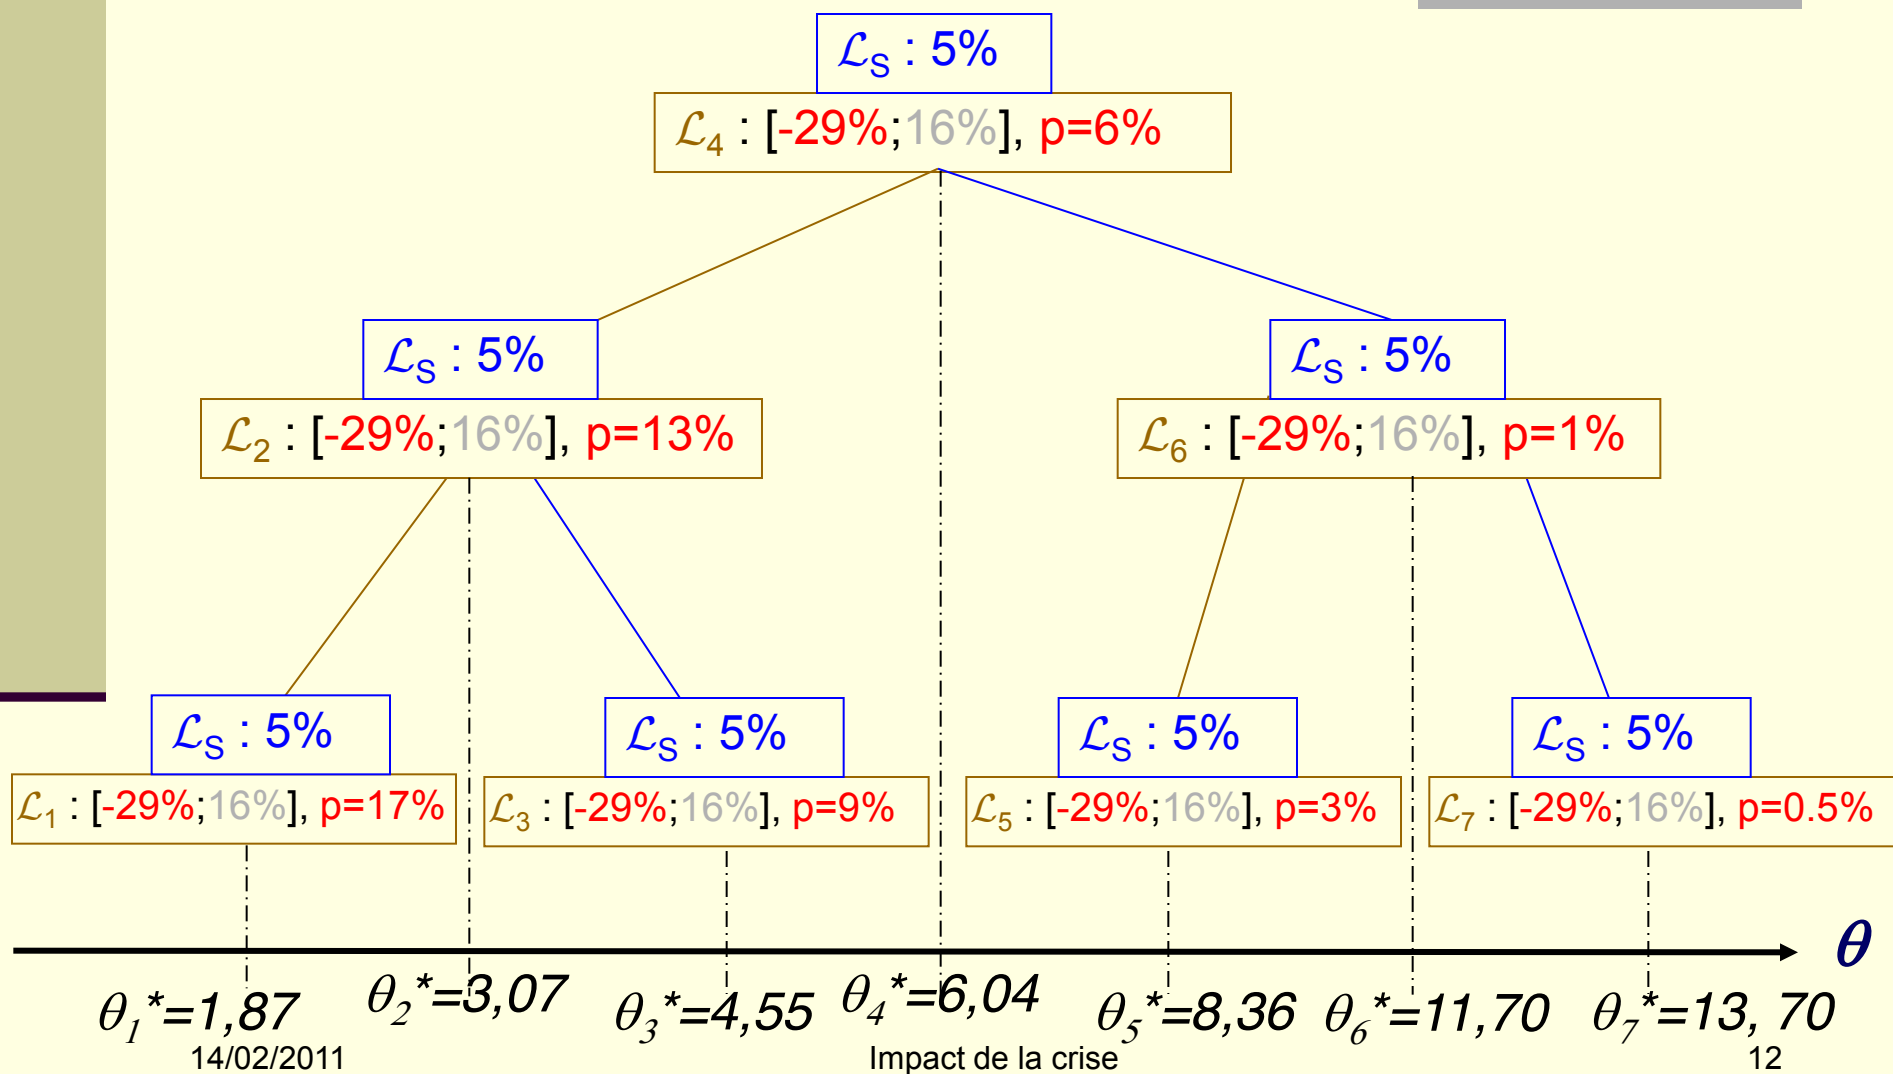 ℒS : 5%
ℒ4 : [-29%;16%], p=6%
ℒS : 5%
ℒS : 5%
ℒ2 : [-29%;16%], p=13%
ℒ6 : [-29%;16%], p=1%
ℒS : 5%
ℒS : 5%
ℒS : 5%
ℒS : 5%
ℒ1 : [-29%;16%], p=17%
ℒ3 : [-29%;16%], p=9%
ℒ5 : [-29%;16%], p=3%
ℒ7 : [-29%;16%], p=0.5%
θ
θ1*=1,87
θ2*=3,07
θ3*=4,55
θ4*=6,04
θ5*=8,36
θ6*=11,70
θ7*=13, 70
14/02/2011
Impact de la crise
12